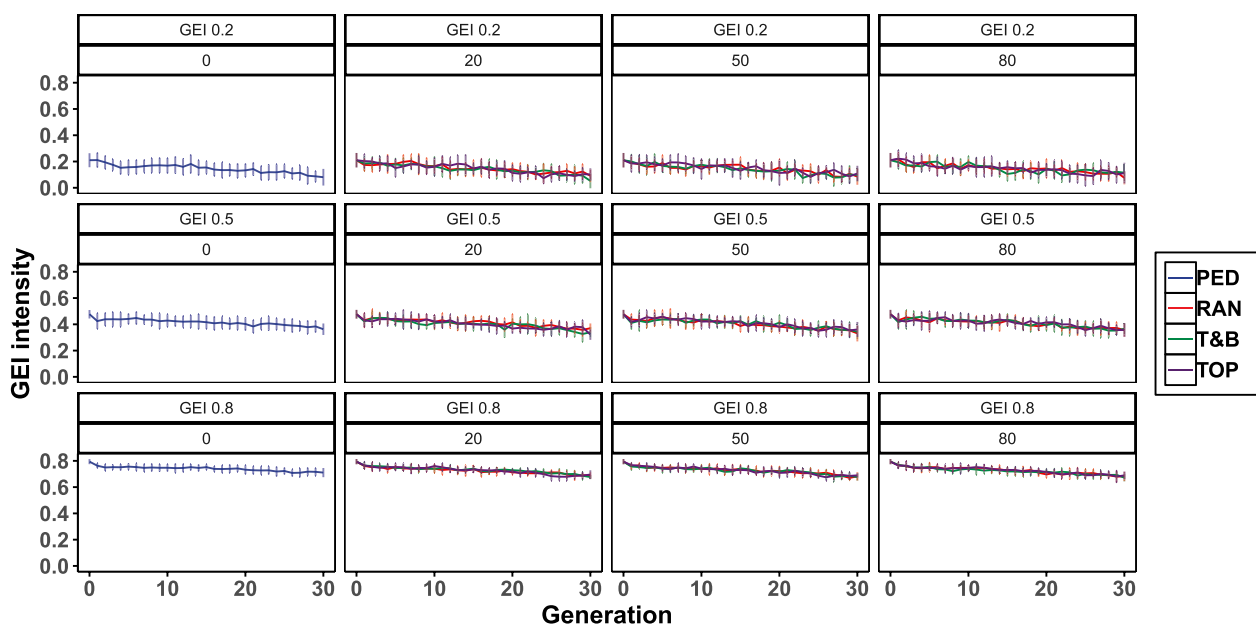 GEI 0.2 GEI 0.2 GEI 0.2 GEI 0.2
0 20 50 80
0.8
0.6
0.4
0.2
0.0
GEI 0.5 GEI 0.5 GEI 0.5 GEI 0.5
0 20 50 80
0.8
0.6
0.4
0.2
0.0
GEI 0.8 GEI 0.8 GEI 0.8 GEI 0.8
0 20 50 80
0.8
0.6
0.4
0.2
0.0
GEI intensity
0 10 20 30 0 10 20 30 0 10 20 30 0 10 20 30
Generation
PED
RAN
T&B
TOP